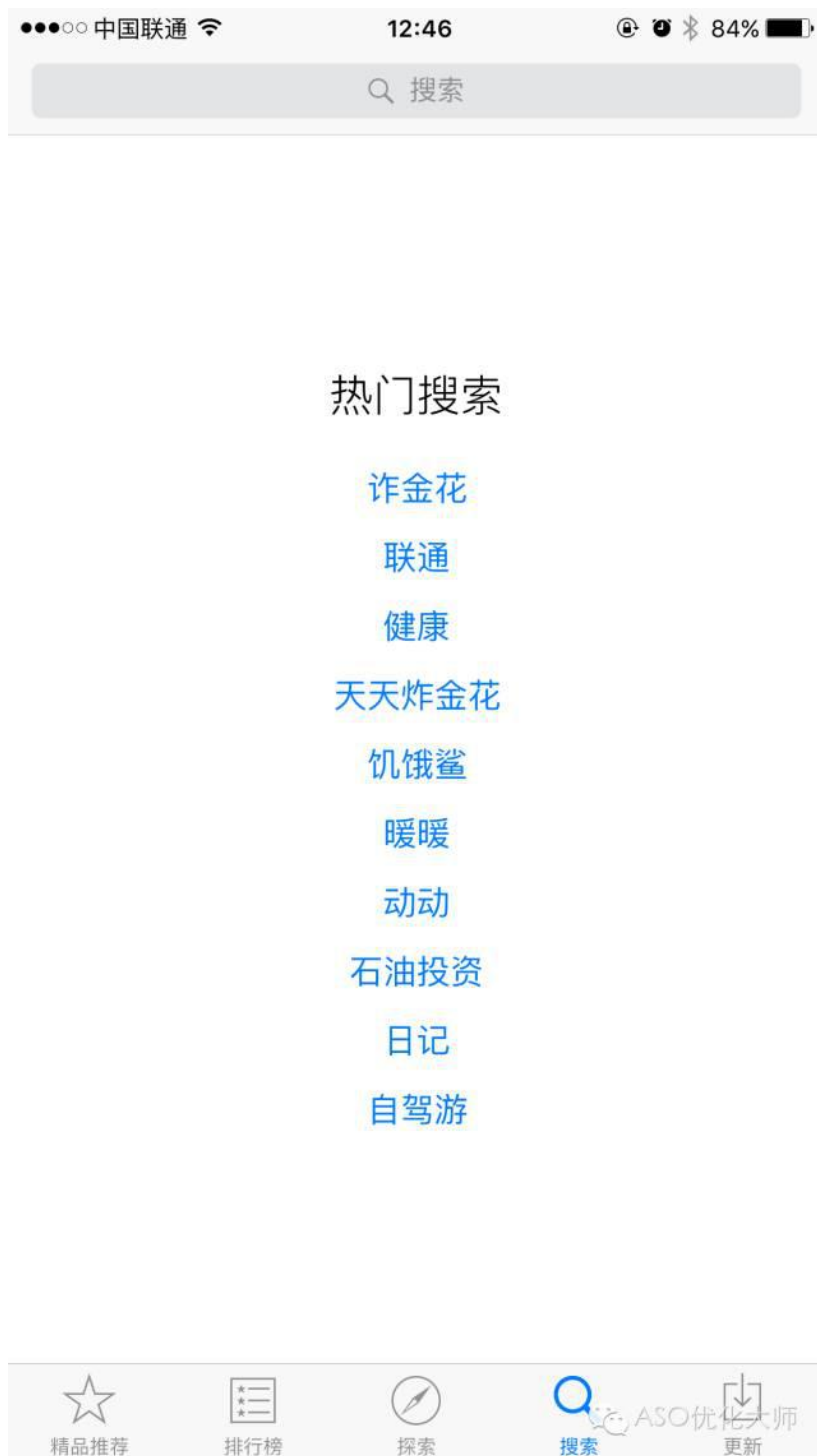 中国联通 12:46 84%
搜索
热门搜索
诈金花
联通
健康
天天炸金花
饥饿鲨
暖暖
动动
石油投资
日记
自驾游
ASO优化大师
精品推荐 排行榜 探索 搜索 更新